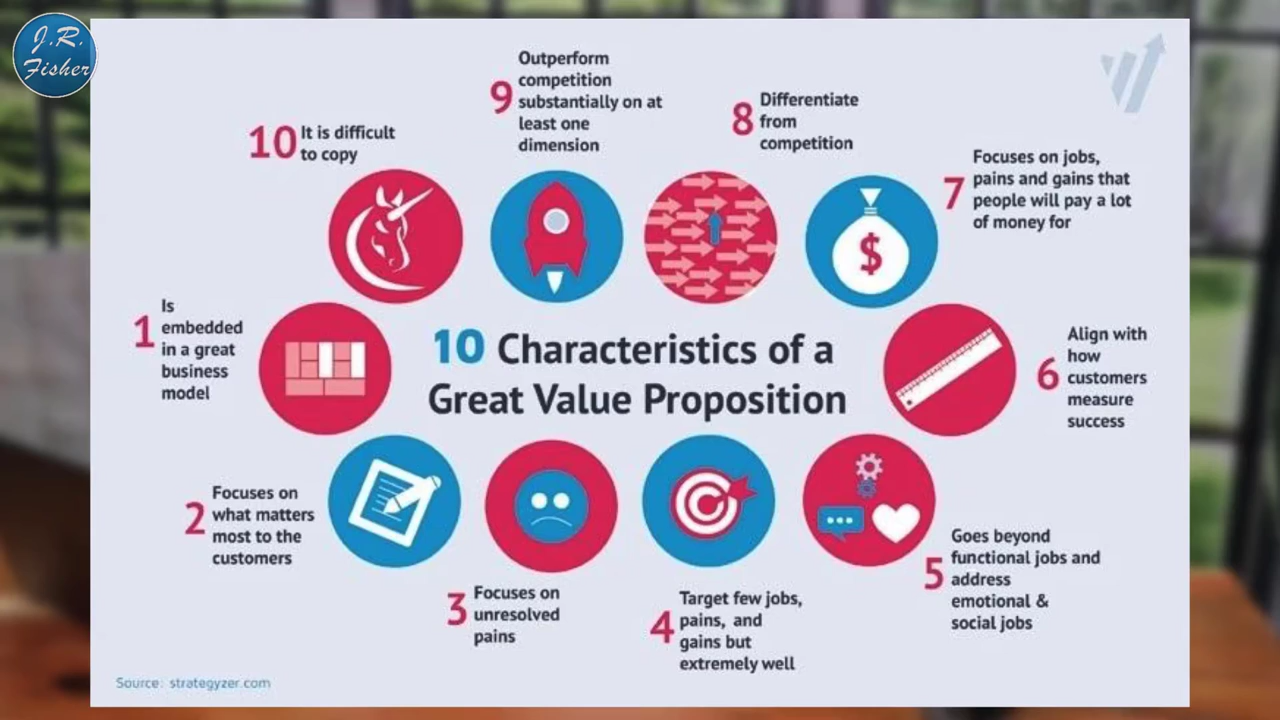 J.R.
Fisher
10 Characteristics of a
Great Value Proposition
1 Is
embedded
in a great
business
model
2 Focuses on
what matters
most to the
customers
3 Focuses on
unresolved
pains
4 Target few jobs,
pains, and
gains but
extremely well
5 Goes beyond
functional jobs and
address
emotional &
social jobs
6 Align with
how
customers
measure
success
7 Focuses on jobs,
pains and gains that
people will pay a lot
of money for
$
8 Differentiate
from
competition
9 Outperform
competition
substantially on at
least one
dimension
10 It is difficult
to copy
Source: strategyzer.com